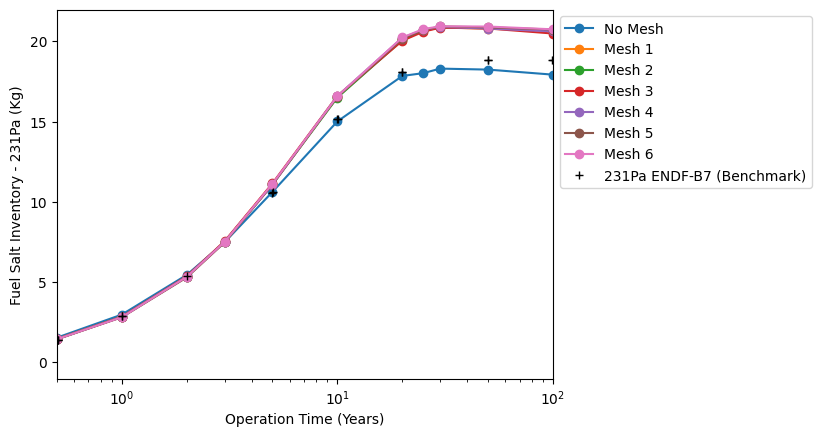 20
15
10
5
0
Fuel Salt Inventory - 231Pa (Kg)
10⁰
10¹
10²
Operation Time (Years)
No Mesh
Mesh 1
Mesh 2
Mesh 3
Mesh 4
Mesh 5
Mesh 6
231Pa ENDF-B7 (Benchmark)